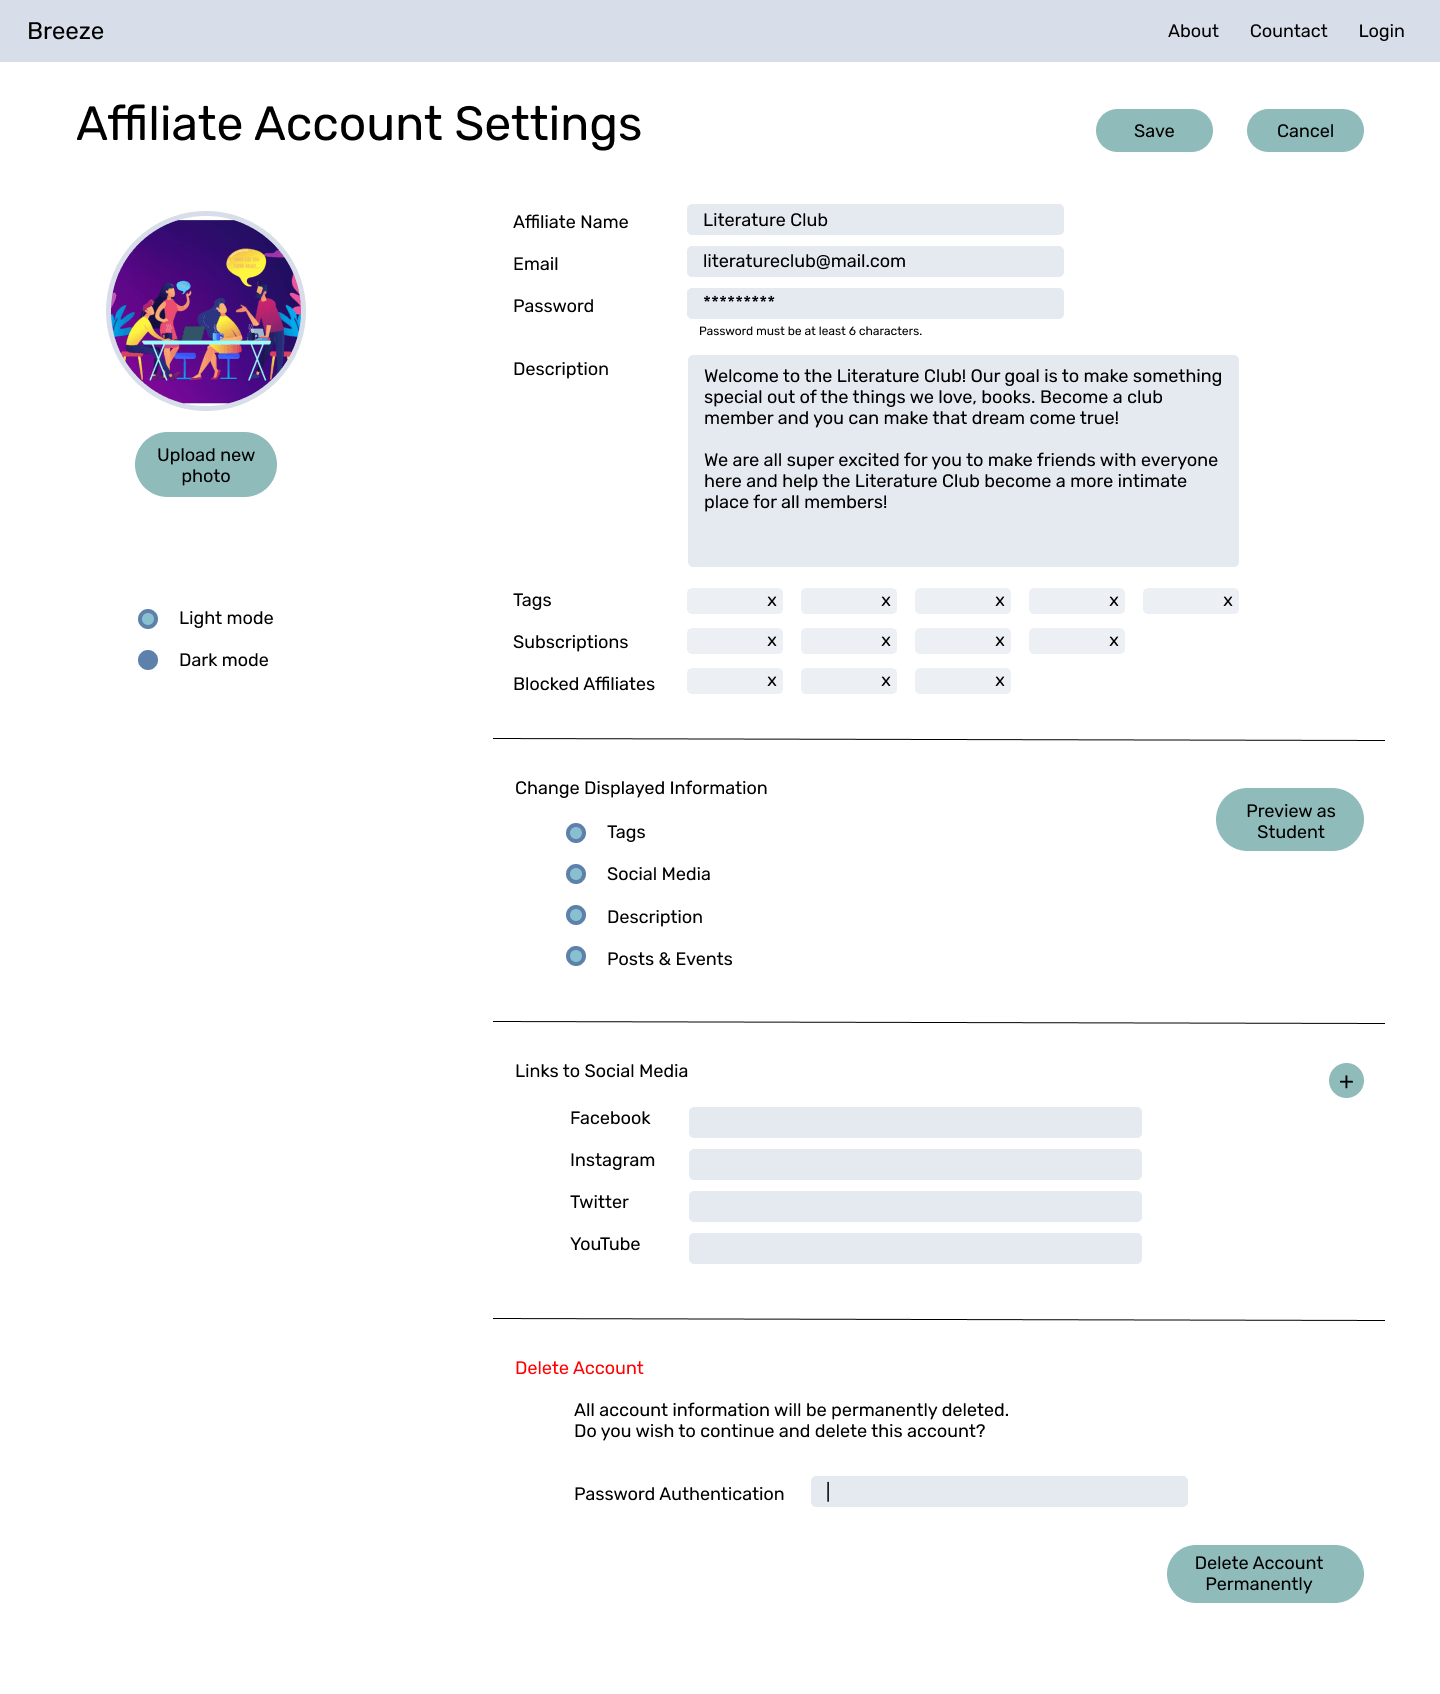 Breeze
About
Countact
Login
Affiliate Account Settings
Save
Cancel
Affiliate Name
Literature Club
Email
literatureclub@mail.com
Password
*********
Password must be at least 6 characters.
Upload new
photo
Description
Welcome to the Literature Club! Our goal is to make something
special out of the things we love, books. Become a club
member and you can make that dream come true!
We are all super excited for you to make friends with everyone
here and help the Literature Club become a more intimate
place for all members!
Light mode
Dark mode
Tags
x x x x x
Subscriptions
x x x x
Blocked Affiliates
x x x
Change Displayed Information
Preview as
Student
Tags
Social Media
Description
Posts & Events
Links to Social Media
+
Facebook
Instagram
Twitter
YouTube
Delete Account
All account information will be permanently deleted.
Do you wish to continue and delete this account?
Password Authentication
Delete Account
Permanently